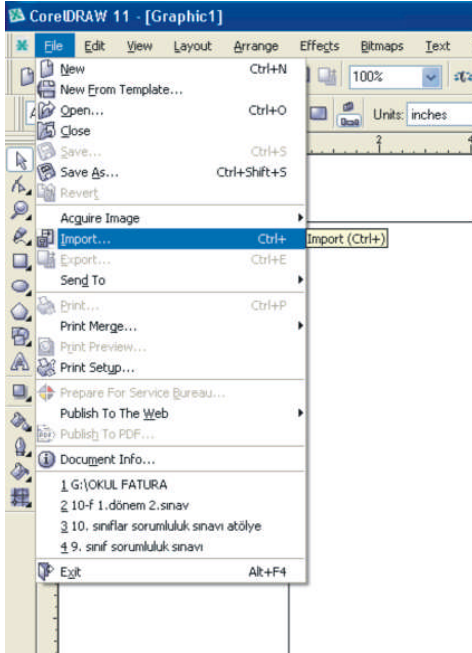 CorelDRAW 11 - [Graphic1]
File Edit View Layout Arrange Effects Bitmaps Text
New Ctrl+N
100%
New From Template...
Open... Ctrl+O
Units: inches
Close
Save... Ctrl+S
2 4
Save As... Ctrl+Shift+S
Revert
Acquire Image
Import... Ctrl+
Import (Ctrl+)
Export... Ctrl+E
Send To
Print... Ctrl+P
Print Merge...
Print Preview...
Print Setup...
Prepare For Service Bureau...
Publish To The Web
Publish To PDF...
Document Info...
1 G:\OKUL FATURA
2 10-f 1.dönem 2.sınav
3 10. sınıflar sorumluluk sınavı atölye
4 9. sınıf sorumluluk sınavı
Exit Alt+F4